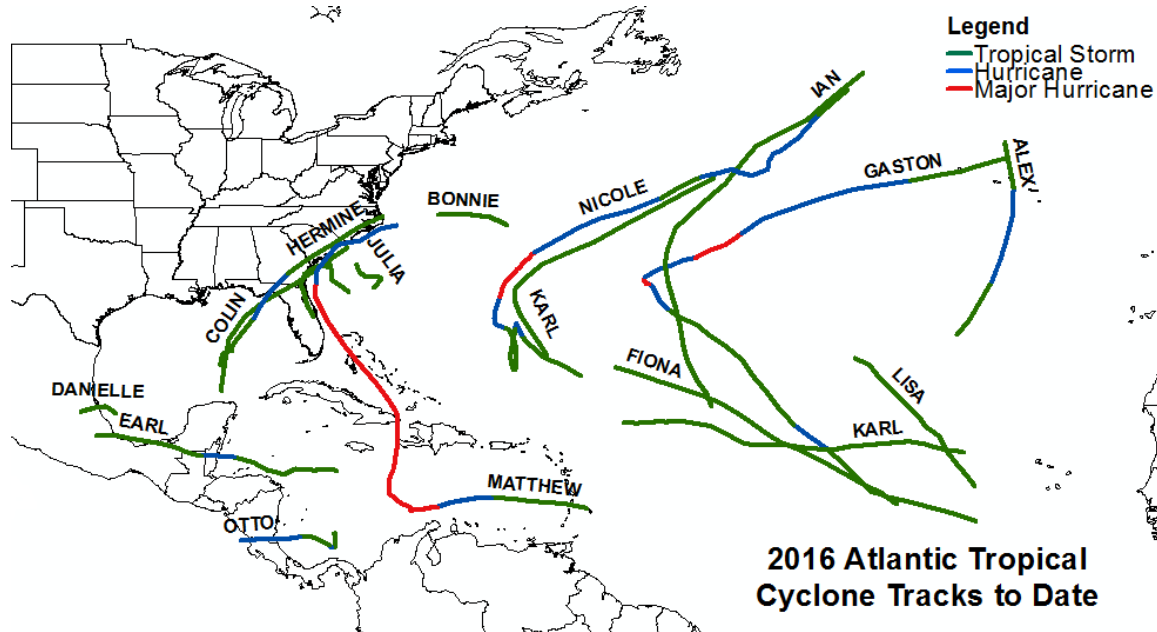 Legend
Tropical Storm
Hurricane
Major Hurricane
IAN
ALEX
GASTON
NICOLE
BONNIE
HERMINE
JULIA
COLIN
KARL
FIONA
LISA
DANIELLE
EARL
KARL
MATTHEW
OTTO
2016 Atlantic Tropical
Cyclone Tracks to Date